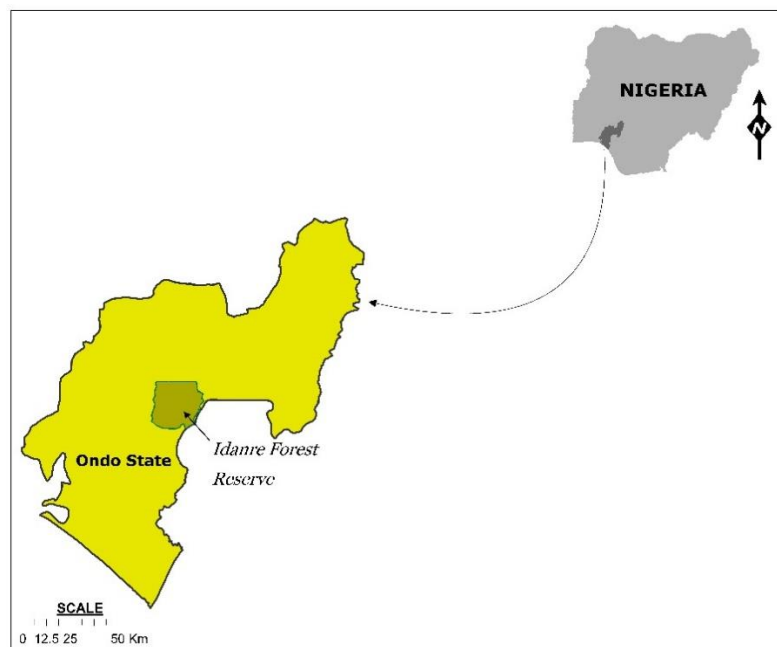 NIGERIA
N
Idanre Forest
Reserve
Ondo State
SCALE
0 12.5 25 50 Km